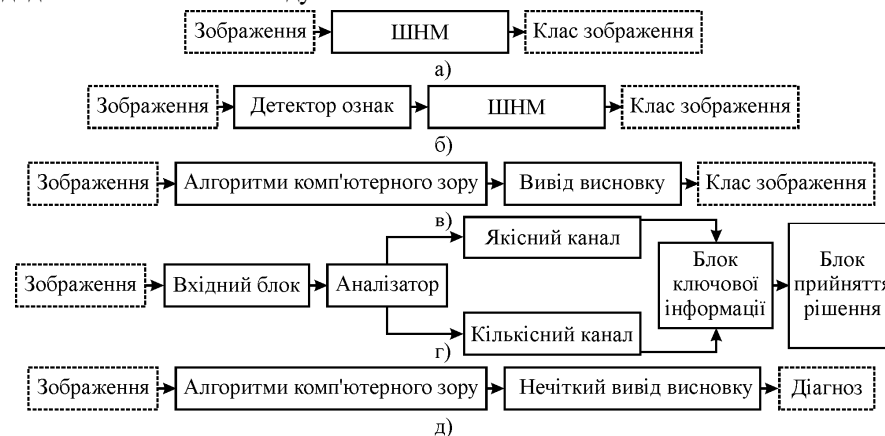 Зображення ШНМ Клас зображення
а)
Зображення Детектор ознак ШНМ Клас зображення
б)
Зображення Алгоритми комп'ютерного зору Вивід висновку Клас зображення
в)
Якісний канал
Зображення Вхідний блок Аналізатор
Блок
ключової
інформації
Блок
прийняття
рішення
Кількісний канал
г)
Зображення Алгоритми комп'ютерного зору Нечіткий вивід висновку Діагноз
д)